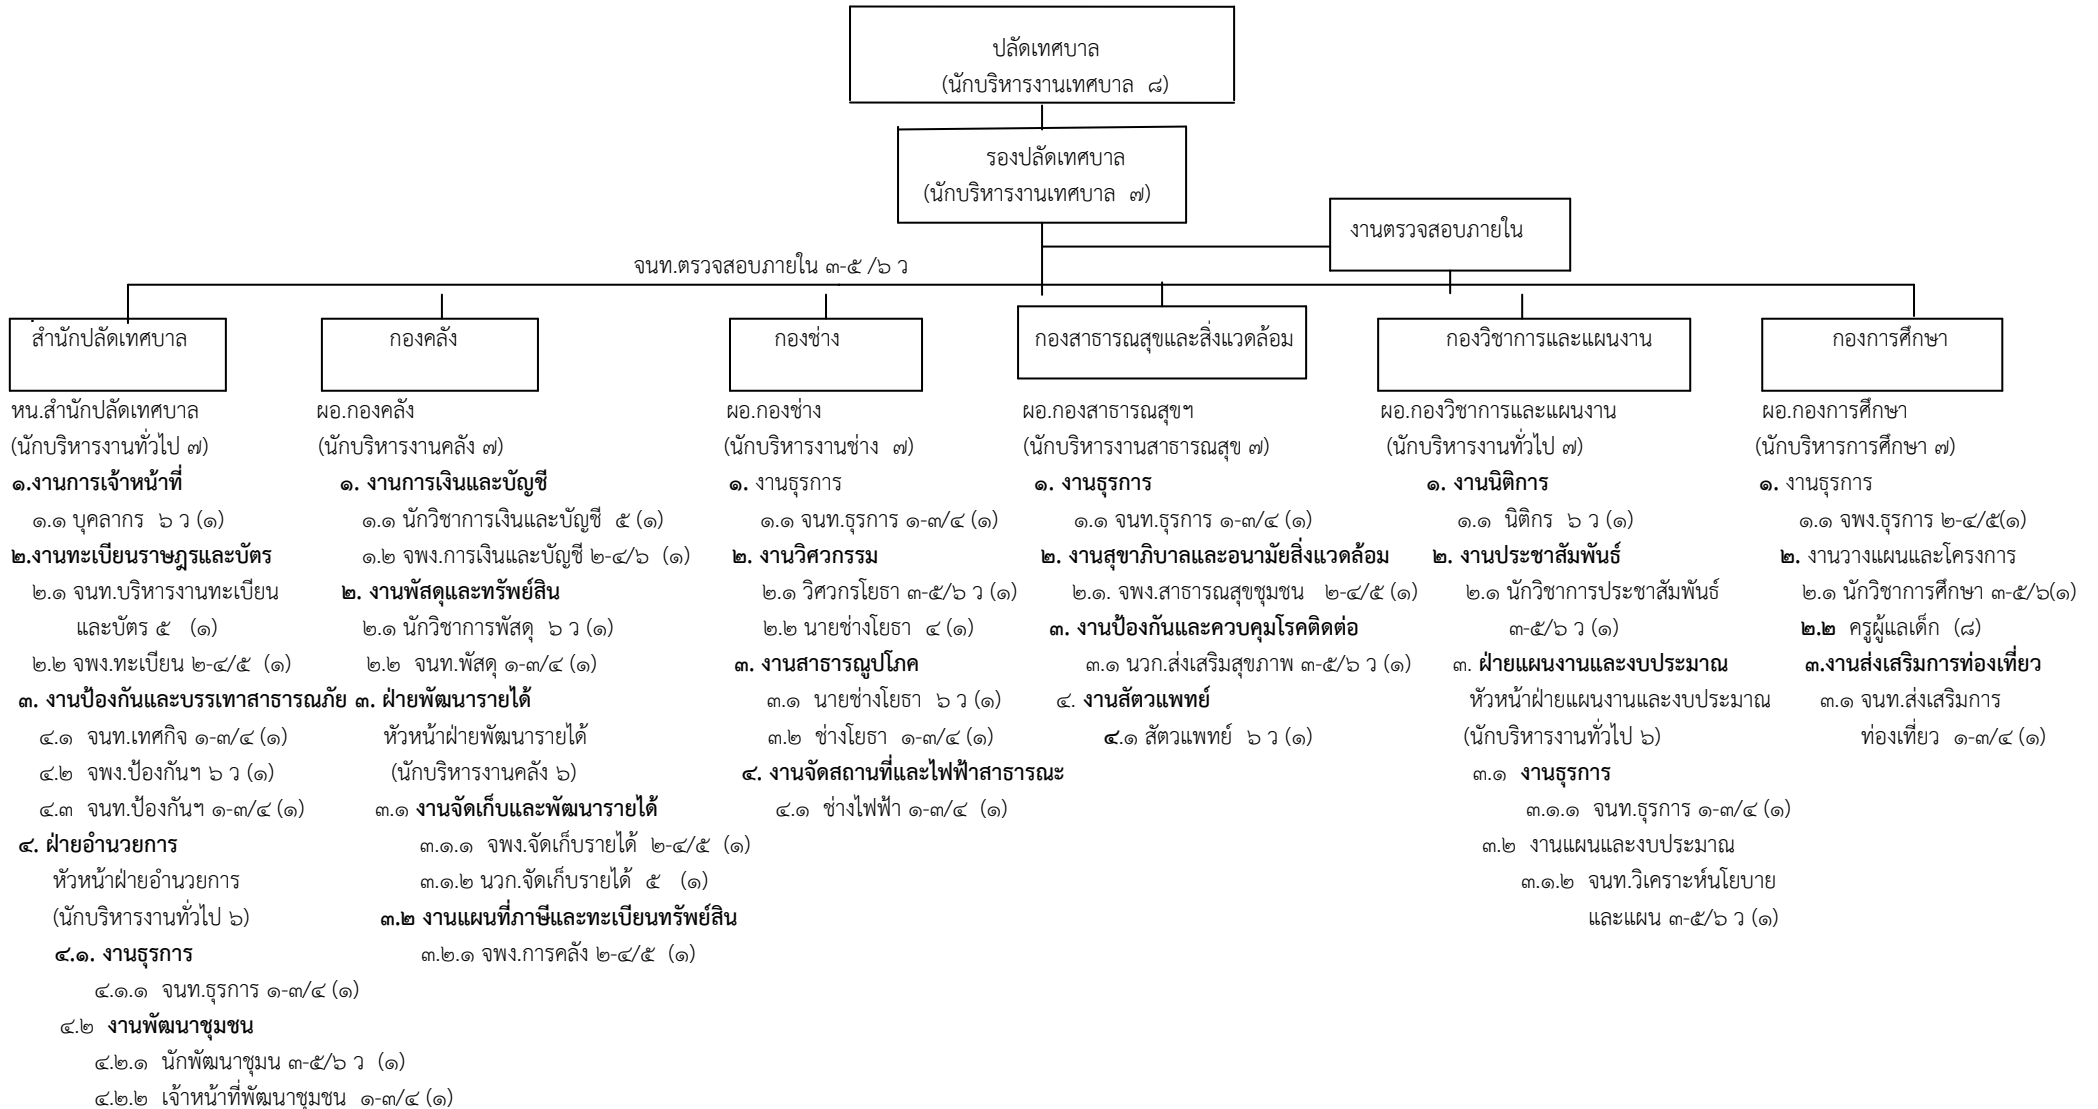 ปลัดเทศบาล
(นักบริหารงานเทศบาล ๘)
รองปลัดเทศบาล
(นักบริหารงานเทศบาล ๗)
งานตรวจสอบภายใน
จนท.ตรวจสอบภายใน ๓-๕ /๖ ว
สำนักปลัดเทศบาล
หน.สำนักปลัดเทศบาล
(นักบริหารงานทั่วไป ๗)
๑.งานการเจ้าหน้าที่
๑.๑ บุคลากร ๖ ว (๑)
๒.งานทะเบียนราษฎรและบัตร
๒.๑ จนท.บริหารงานทะเบียน
และบัตร ๕ (๑)
๒.๒ จพง.ทะเบียน ๒-๔/๕ (๑)
๓. งานป้องกันและบรรเทาสาธารณภัย
๔.๑ จนท.เทศกิจ ๑-๓/๔ (๑)
๔.๒ จพง.ป้องกันฯ ๖ ว (๑)
๔.๓ จนท.ป้องกันฯ ๑-๓/๔ (๑)
๔. ฝ่ายอำนวยการ
หัวหน้าฝ่ายอำนวยการ
(นักบริหารงานทั่วไป ๖)
๔.๑. งานธุรการ
๔.๑.๑ จนท.ธุรการ ๑-๓/๔ (๑)
๔.๒ งานพัฒนาชุมชน
๔.๒.๑ นักพัฒนาชุมน ๓-๕/๖ ว (๑)
๔.๒.๒ เจ้าหน้าที่พัฒนาชุมชน ๑-๓/๔ (๑)
กองคลัง
ผอ.กองคลัง
(นักบริหารงานคลัง ๗)
๑. งานการเงินและบัญชี
๑.๑ นักวิชาการเงินและบัญชี ๕ (๑)
๑.๒ จพง.การเงินและบัญชี ๒-๔/๖ (๑)
๒. งานพัสดุและทรัพย์สิน
๒.๑ นักวิชาการพัสดุ ๖ ว (๑)
๒.๒ จนท.พัสดุ ๑-๓/๔ (๑)
๓. ฝ่ายพัฒนารายได้
หัวหน้าฝ่ายพัฒนารายได้
(นักบริหารงานคลัง ๖)
๓.๑ งานจัดเก็บและพัฒนารายได้
๓.๑.๑ จพง.จัดเก็บรายได้ ๒-๔/๕ (๑)
๓.๑.๒ นวก.จัดเก็บรายได้ ๕ (๑)
๓.๒ งานแผนที่ภาษีและทะเบียนทรัพย์สิน
๓.๒.๑ จพง.การคลัง ๒-๔/๕ (๑)
กองช่าง
ผอ.กองช่าง
(นักบริหารงานช่าง ๗)
๑. งานธุรการ
๑.๑ จนท.ธุรการ ๑-๓/๔ (๑)
๒. งานวิศวกรรม
๒.๑ วิศวกรโยธา ๓-๕/๖ ว (๑)
๒.๒ นายช่างโยธา ๔ (๑)
๓. งานสาธารณูปโภค
๓.๑ นายช่างโยธา ๖ ว (๑)
๓.๒ ช่างโยธา ๑-๓/๔ (๑)
๔. งานจัดสถานที่และไฟฟ้าสาธารณะ
๔.๑ ช่างไฟฟ้า ๑-๓/๔ (๑)
กองสาธารณสุขและสิ่งแวดล้อม
ผอ.กองสาธารณสุขฯ
(นักบริหารงานสาธารณสุข ๗)
๑. งานธุรการ
๑.๑ จนท.ธุรการ ๑-๓/๔ (๑)
๒. งานสุขาภิบาลและอนามัยสิ่งแวดล้อม
๒.๑. จพง.สาธารณสุขชุมชน ๒-๔/๕ (๑)
๓. งานป้องกันและควบคุมโรคติดต่อ
๓.๑ นวก.ส่งเสริมสุขภาพ ๓-๕/๖ ว (๑)
๔. งานสัตวแพทย์
๔.๑ สัตวแพทย์ ๖ ว (๑)
กองวิชาการและแผนงาน
ผอ.กองวิชาการและแผนงาน
(นักบริหารงานทั่วไป ๗)
๑. งานนิติการ
๑.๑ นิติกร ๖ ว (๑)
๒. งานประชาสัมพันธ์
๒.๑ นักวิชาการประชาสัมพันธ์
๓-๕/๖ ว (๑)
๓. ฝ่ายแผนงานและงบประมาณ
หัวหน้าฝ่ายแผนงานและงบประมาณ
(นักบริหารงานทั่วไป ๖)
๓.๑ งานธุรการ
๓.๑.๑ จนท.ธุรการ ๑-๓/๔ (๑)
๓.๒ งานแผนและงบประมาณ
๓.๑.๒ จนท.วิเคราะห์นโยบาย
และแผน ๓-๕/๖ ว (๑)
กองการศึกษา
ผอ.กองการศึกษา
(นักบริหารการศึกษา ๗)
๑. งานธุรการ
๑.๑ จพง.ธุรการ ๒-๔/๕(๑)
๒. งานวางแผนและโครงการ
๒.๑ นักวิชาการศึกษา ๓-๕/๖(๑)
๒.๒ ครูผู้แลเด็ก (๘)
๓.งานส่งเสริมการท่องเที่ยว
๓.๑ จนท.ส่งเสริมการ
ท่องเที่ยว ๑-๓/๔ (๑)